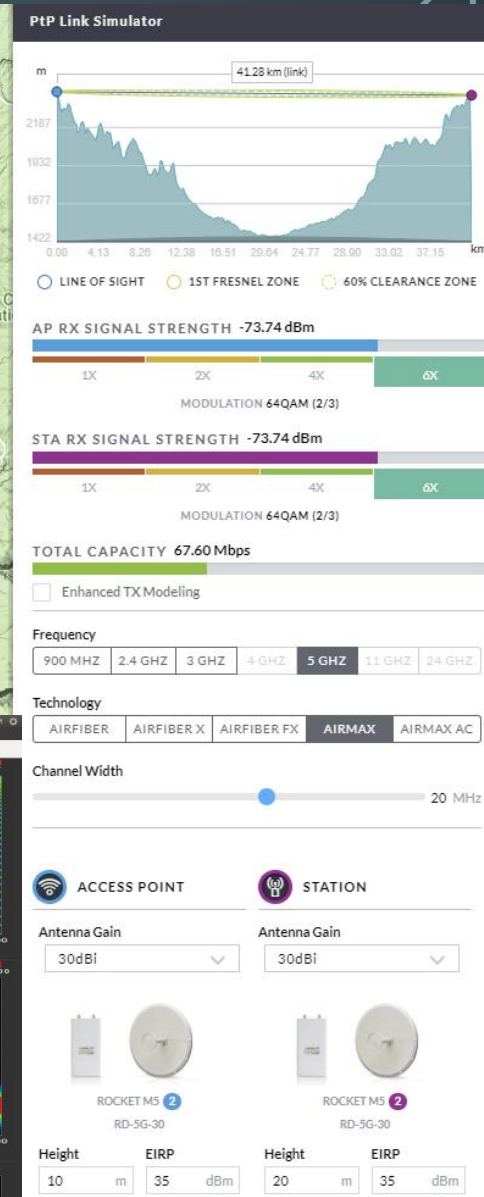 PtP Link Simulator
m
41.28 km (link)
2187
1932
1677
1422
0.00 4.13 8.26 12.38 16.51 20.64 24.77 28.90 33.02 37.15 km
LINE OF SIGHT 1ST FRESNEL ZONE 60% CLEARANCE ZONE
AP RX SIGNAL STRENGTH -73.74 dBm
1X 2X 4X 6X
MODULATION 64QAM (2/3)
STA RX SIGNAL STRENGTH -73.74 dBm
1X 2X 4X 6X
MODULATION 64QAM (2/3)
TOTAL CAPACITY 67.60 Mbps
Enhanced TX Modeling
Frequency
900 MHZ 2.4 GHZ 3 GHZ 4 GHZ 5 GHZ 11 GHZ 24 GHZ
Technology
AIRFIBER AIRFIBER X AIRFIBER FX AIRMAX AIRMAX AC
Channel Width
20 MHz
ACCESS POINT STATION
Antenna Gain Antenna Gain
30dBi 30dBi
ROCKET M5 2 ROCKET M5 2
RD-5G-30 RD-5G-30
Height EIRP Height EIRP
10 m 35 dBm 20 m 35 dBm